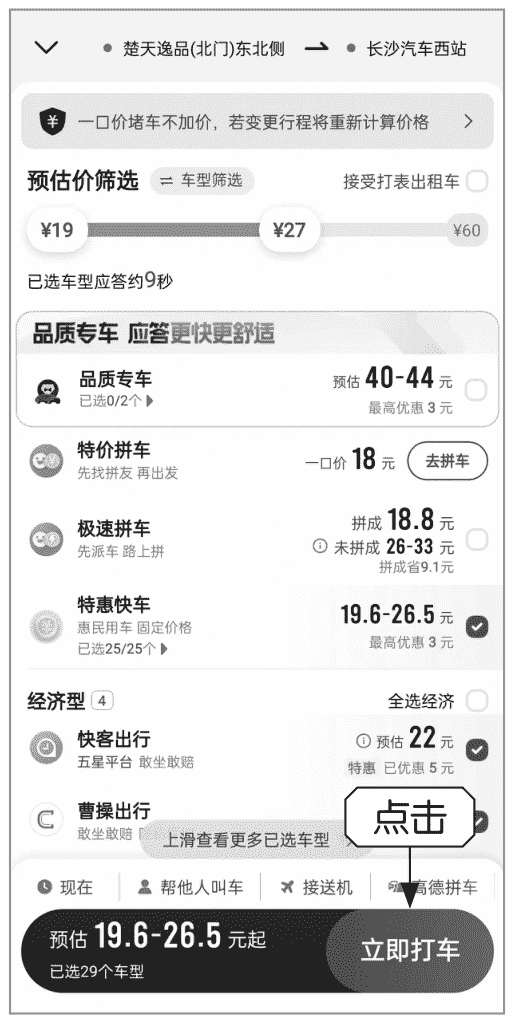 楚天逸品(北门)东北侧 长沙汽车西站
一口价堵车不加价，若变更行程将重新计算价格
预估价筛选 车型筛选 接受打表出租车
¥19 ¥27 ¥60
已选车型应答约9秒
品质专车 应答更快更舒适
品质专车 预估 40-44 元
已选0/2个 最高优惠 3 元
特价拼车 一口价 18 元 去拼车
先找拼友 再出发
极速拼车 拼成 18.8 元
先派车 路上拼 未拼成 26-33 元
拼成省9.1元
特惠快车 19.6-26.5 元
惠民用车 固定价格 最高优惠 3 元
已选25/25个
经济型 4 全选经济
快客出行 预估 22 元
五星平台 敢坐敢赔 特惠 已优惠 5 元
曹操出行 点击
敢坐敢赔 上滑查看更多已选车型
现在 帮他人叫车 接送机 高德拼车
预估 19.6-26.5 元起 立即打车
已选29个车型